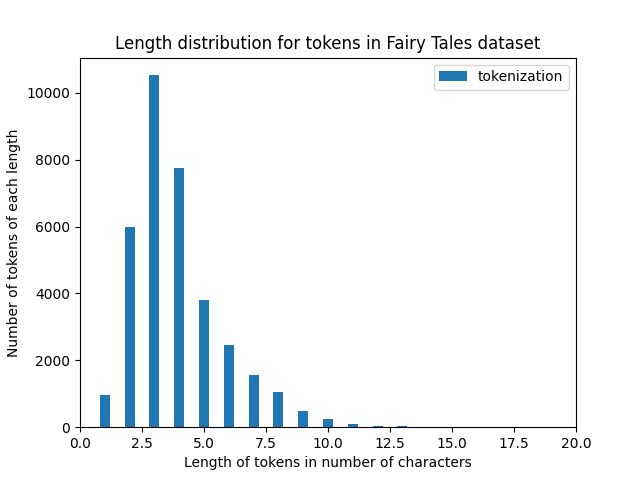 Length distribution for tokens in Fairy Tales dataset
tokenization
10000
8000
6000
4000
2000
0
Number of tokens of each length
0.0 2.5 5.0 7.5 10.0 12.5 15.0 17.5 20.0
Length of tokens in number of characters